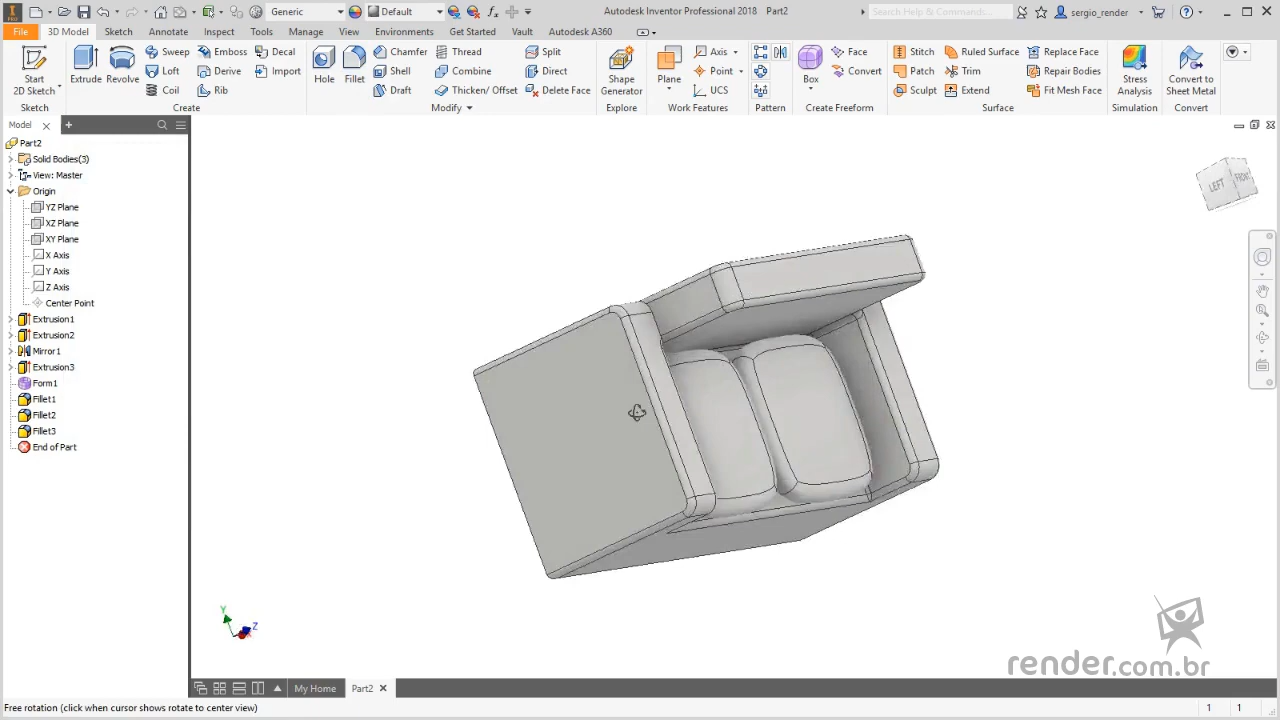 Generic
Default
Autodesk Inventor Professional 2018 Part2
Search Help & Commands...
sergio_render
File 3D Model Sketch Annotate Inspect Tools Manage View Environments Get Started Vault Autodesk A360
Start
2D Sketch
Sketch
Extrude
Revolve
Sweep
Emboss
Decal
Loft
Derive
Import
Coil
Rib
Create
Hole
Fillet
Chamfer
Thread
Split
Shell
Combine
Direct
Draft
Thicken/ Offset
Delete Face
Modify
Shape
Generator
Explore
Plane
Axis
Point
UCS
Work Features
Pattern
Box
Face
Convert
Create Freeform
Stitch
Ruled Surface
Replace Face
Patch
Trim
Repair Bodies
Sculpt
Extend
Fit Mesh Face
Surface
Stress
Analysis
Simulation
Convert to
Sheet Metal
Convert
Model
Part2
Solid Bodies(3)
View: Master
Origin
YZ Plane
XZ Plane
XY Plane
X Axis
Y Axis
Z Axis
Center Point
Extrusion1
Extrusion2
Mirror1
Extrusion3
Form1
Fillet1
Fillet2
Fillet3
End of Part
LEFT
FRONT
Y
Z
render.com.br
My Home
Part2
Free rotation (click when cursor shows rotate to center view)
1 1